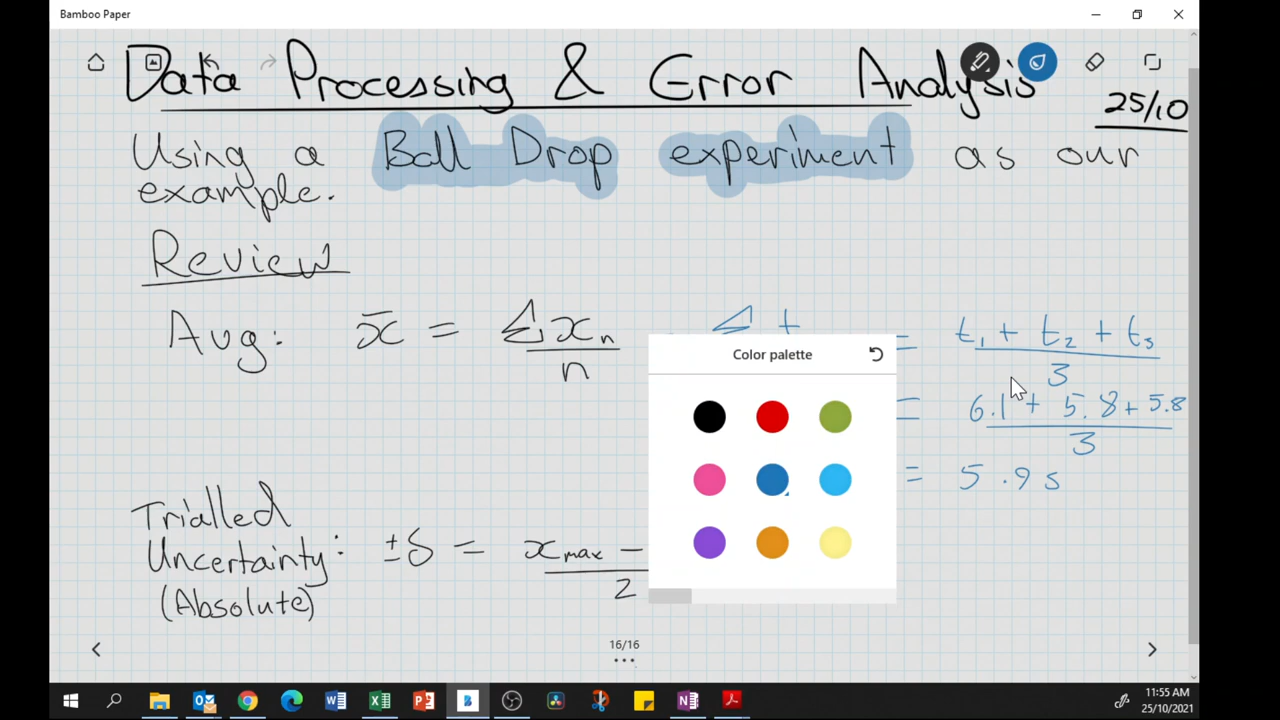 Bamboo Paper
Data Processing & Error Analysis
25/10
Using a Ball Drop experiment as our
example.
Review
Avg: x̄ = Σxₙ / n
Σ t
= t₁ + t₂ + t₃ / 3
= 6.1 + 5.8 + 5.8 / 3
= 5.9 s
Color palette
Trialled
Uncertainty: ±δ = xmax − / 2
(Absolute)
16/16
11:55 AM
25/10/2021